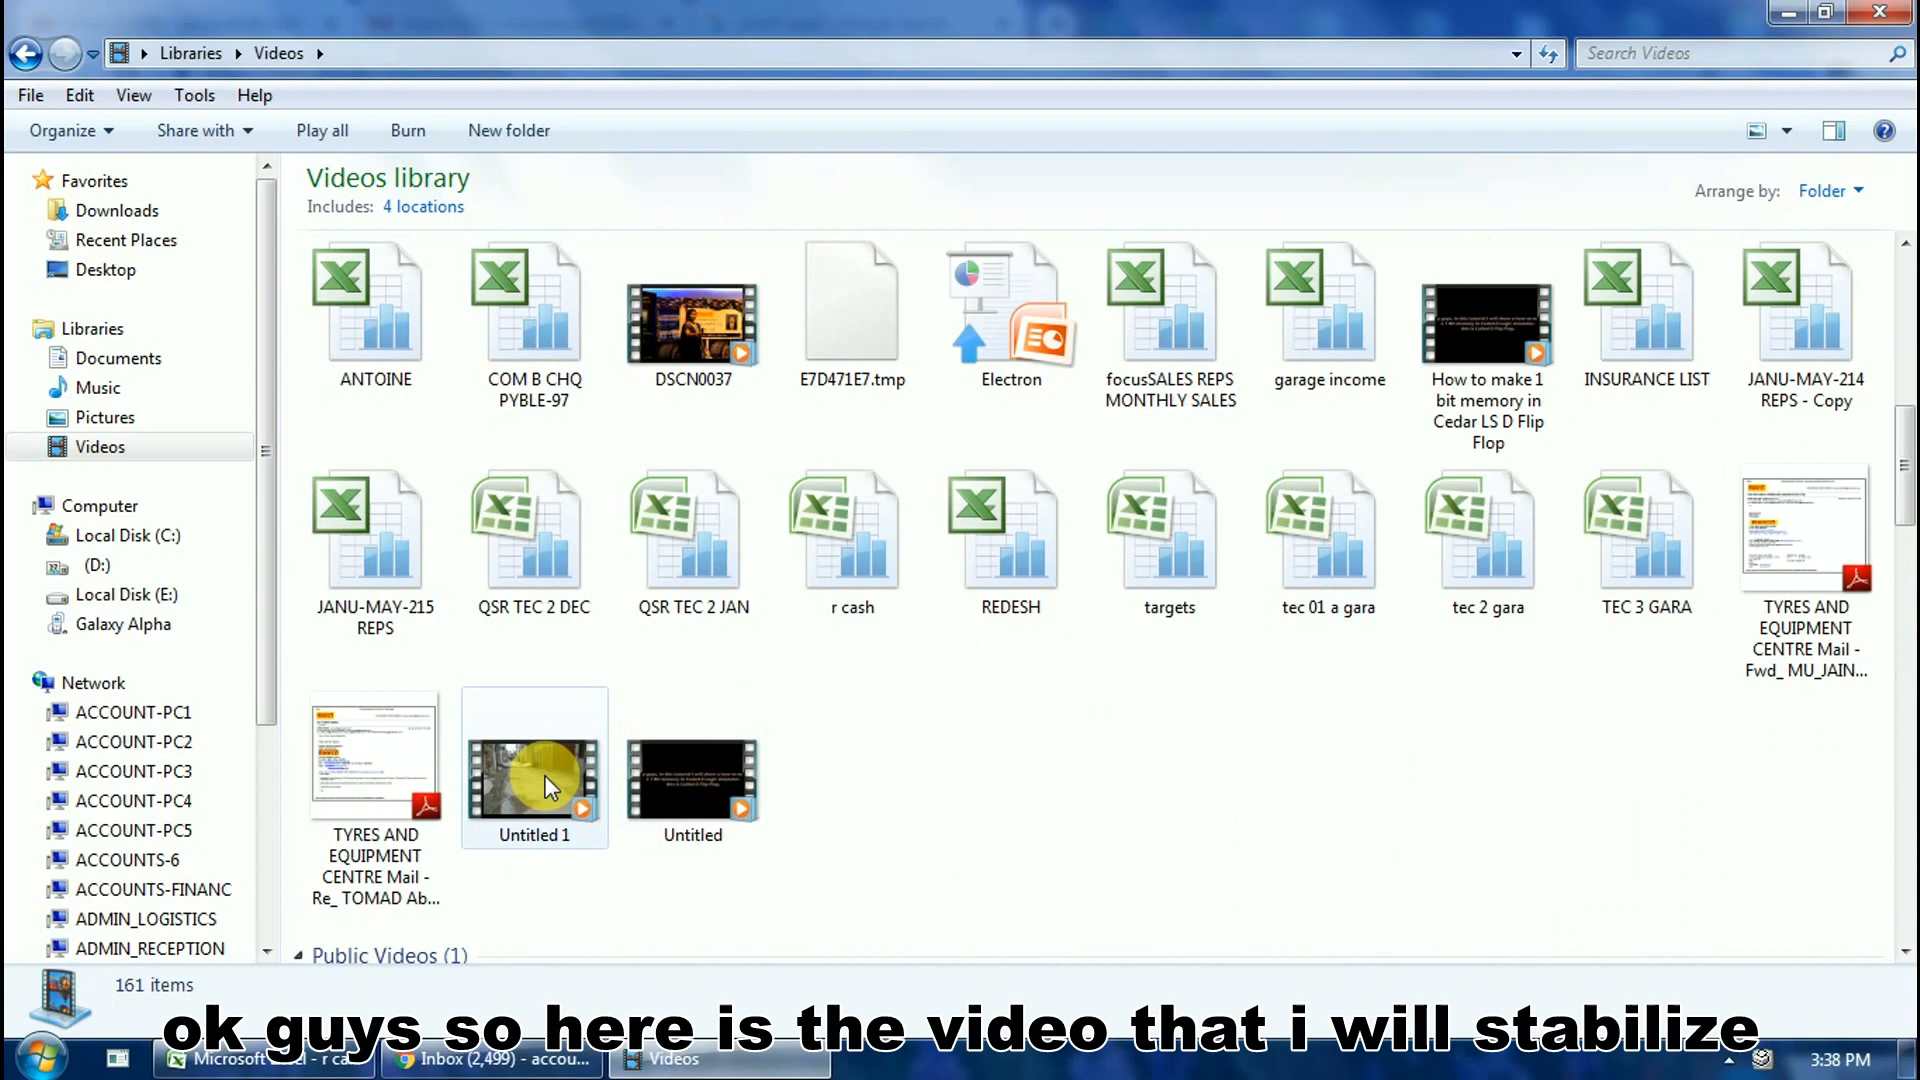 Libraries
Videos
Search Videos
File
Edit
View
Tools
Help
Organize
Share with
Play all
Burn
New folder
Favorites
Downloads
Recent Places
Desktop
Libraries
Documents
Music
Pictures
Videos
Computer
Local Disk (C:)
(D:)
Local Disk (E:)
Galaxy Alpha
Network
ACCOUNT-PC1
ACCOUNT-PC2
ACCOUNT-PC3
ACCOUNT-PC4
ACCOUNT-PC5
ACCOUNTS-6
ACCOUNTS-FINANC
ADMIN_LOGISTICS
ADMIN_RECEPTION
Videos library
Includes: 4 locations
Arrange by: Folder
ANTOINE
COM B CHQ
PYBLE-97
DSCN0037
E7D471E7.tmp
Electron
focusSALES REPS
MONTHLY SALES
garage income
How to make 1
bit memory in
Cedar LS D Flip
Flop
INSURANCE LIST
JANU-MAY-214
REPS - Copy
JANU-MAY-215
REPS
QSR TEC 2 DEC
QSR TEC 2 JAN
r cash
REDESH
targets
tec 01 a gara
tec 2 gara
TEC 3 GARA
TYRES AND
EQUIPMENT
CENTRE Mail -
Fwd_ MU_JAIN...
TYRES AND
EQUIPMENT
CENTRE Mail -
Re_ TOMAD Ab...
Untitled 1
Untitled
Public Videos (1)
161 items
ok guys so here is the video that i will stabilize
Inbox (2,499) - accou...
Videos
3:38 PM